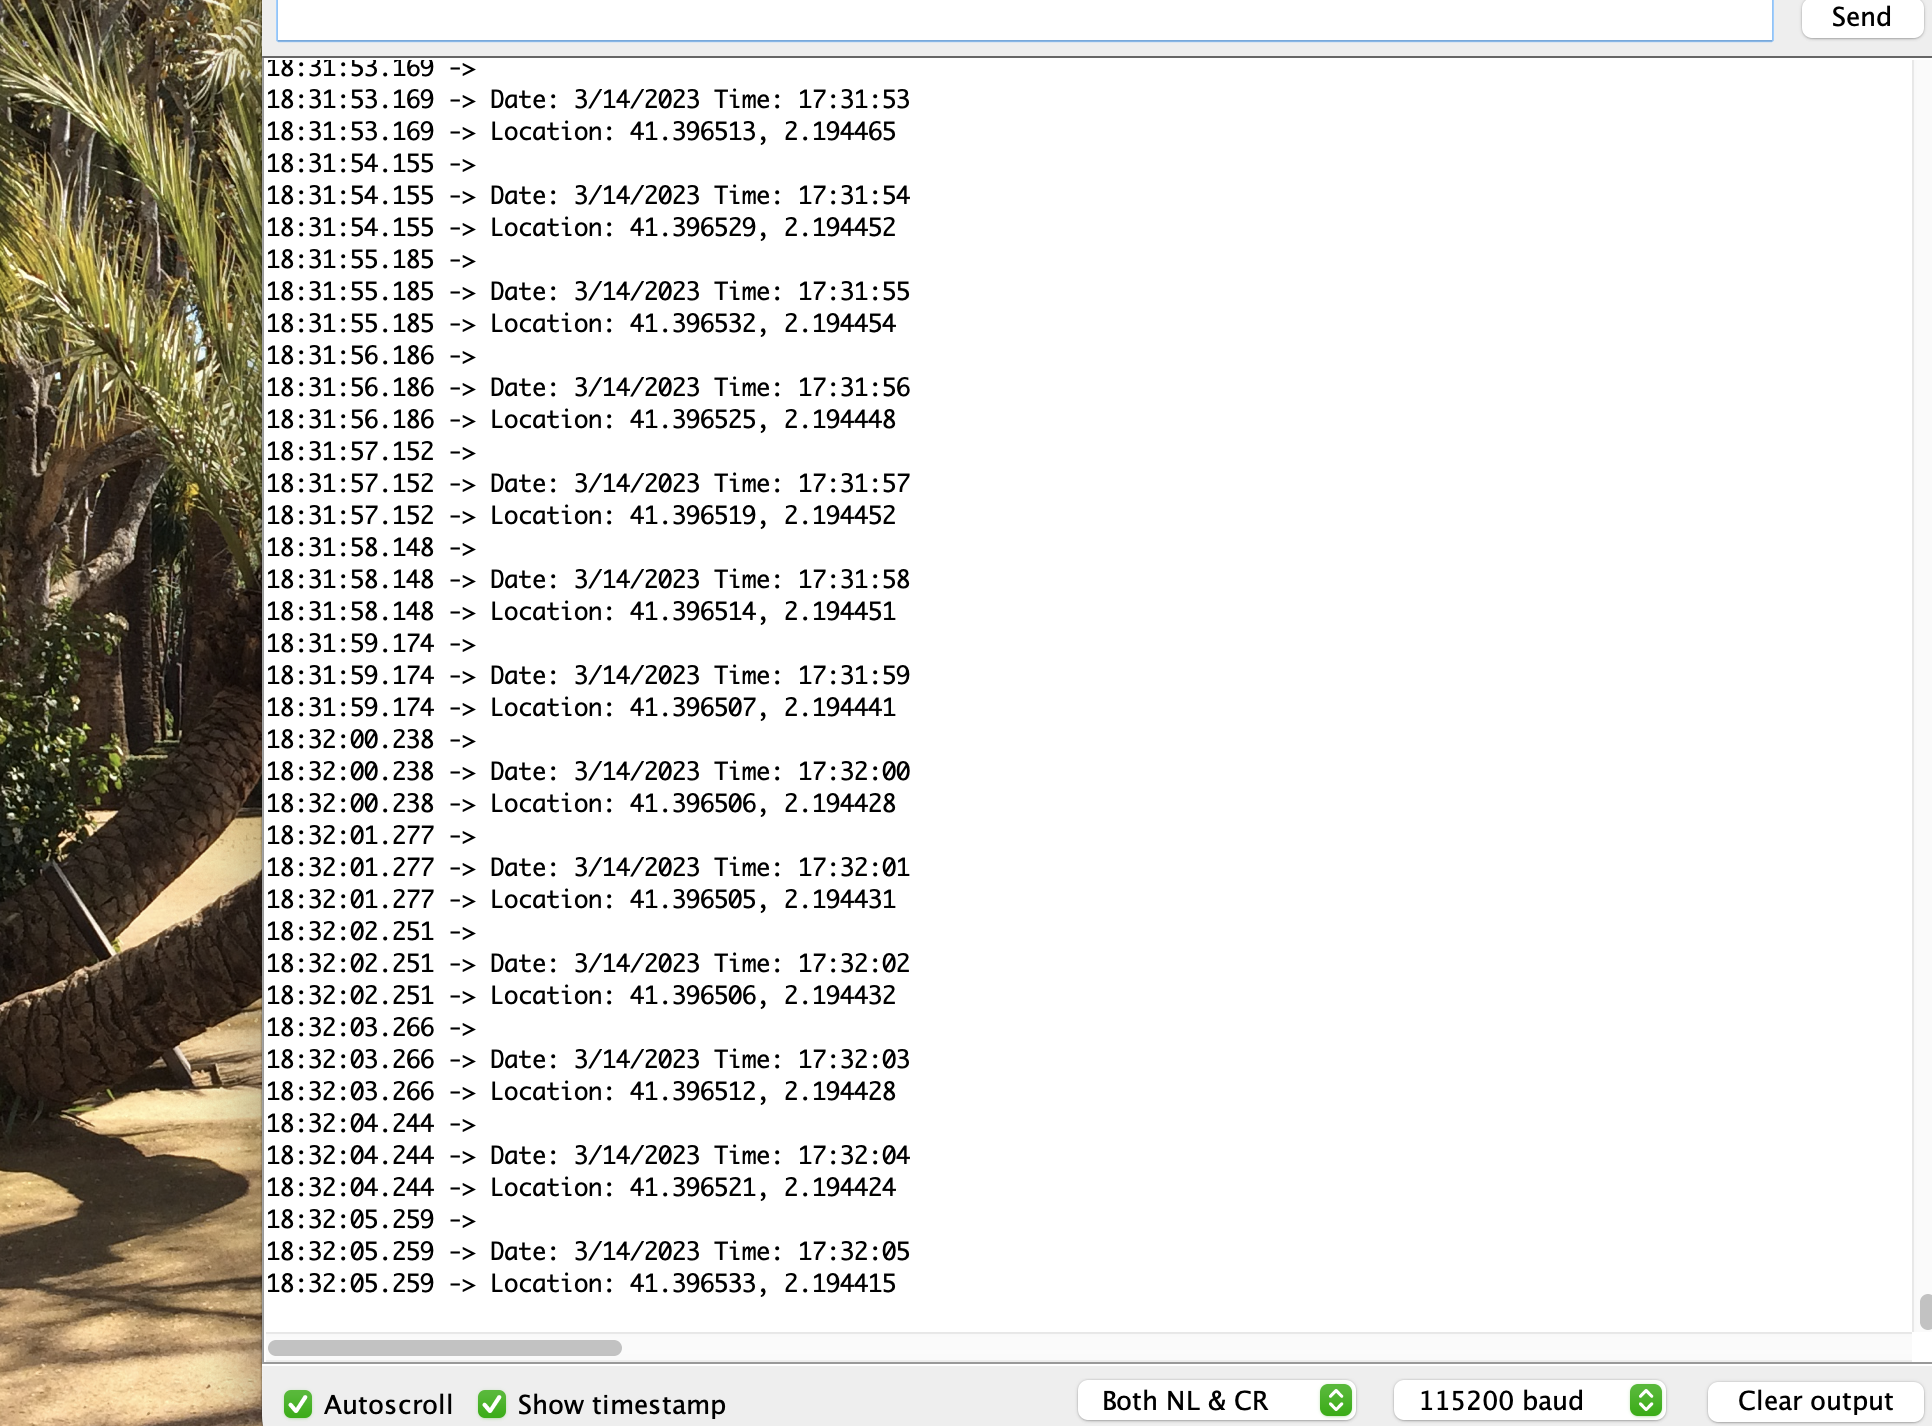 Send
18:31:53.169 ->
18:31:53.169 -> Date: 3/14/2023 Time: 17:31:53
18:31:53.169 -> Location: 41.396513, 2.194465
18:31:54.155 ->
18:31:54.155 -> Date: 3/14/2023 Time: 17:31:54
18:31:54.155 -> Location: 41.396529, 2.194452
18:31:55.185 ->
18:31:55.185 -> Date: 3/14/2023 Time: 17:31:55
18:31:55.185 -> Location: 41.396532, 2.194454
18:31:56.186 ->
18:31:56.186 -> Date: 3/14/2023 Time: 17:31:56
18:31:56.186 -> Location: 41.396525, 2.194448
18:31:57.152 ->
18:31:57.152 -> Date: 3/14/2023 Time: 17:31:57
18:31:57.152 -> Location: 41.396519, 2.194452
18:31:58.148 ->
18:31:58.148 -> Date: 3/14/2023 Time: 17:31:58
18:31:58.148 -> Location: 41.396514, 2.194451
18:31:59.174 ->
18:31:59.174 -> Date: 3/14/2023 Time: 17:31:59
18:31:59.174 -> Location: 41.396507, 2.194441
18:32:00.238 ->
18:32:00.238 -> Date: 3/14/2023 Time: 17:32:00
18:32:00.238 -> Location: 41.396506, 2.194428
18:32:01.277 ->
18:32:01.277 -> Date: 3/14/2023 Time: 17:32:01
18:32:01.277 -> Location: 41.396505, 2.194431
18:32:02.251 ->
18:32:02.251 -> Date: 3/14/2023 Time: 17:32:02
18:32:02.251 -> Location: 41.396506, 2.194432
18:32:03.266 ->
18:32:03.266 -> Date: 3/14/2023 Time: 17:32:03
18:32:03.266 -> Location: 41.396512, 2.194428
18:32:04.244 ->
18:32:04.244 -> Date: 3/14/2023 Time: 17:32:04
18:32:04.244 -> Location: 41.396521, 2.194424
18:32:05.259 ->
18:32:05.259 -> Date: 3/14/2023 Time: 17:32:05
18:32:05.259 -> Location: 41.396533, 2.194415
Autoscroll Show timestamp Both NL & CR 115200 baud Clear output